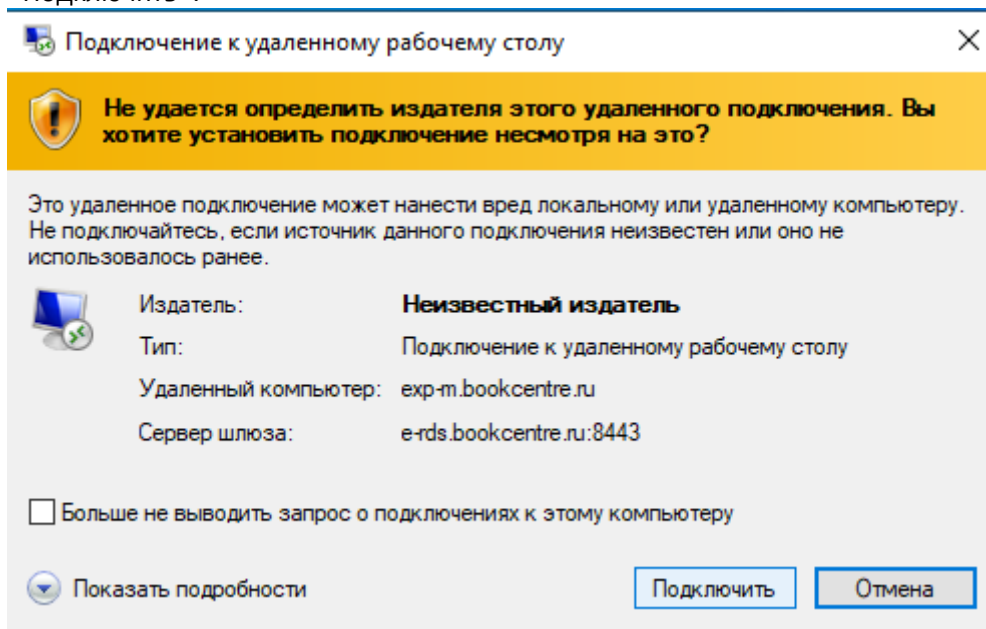 Подключить".
Подключение к удаленному рабочему столу
Не удается определить издателя этого удаленного подключения. Вы
хотите установить подключение несмотря на это?
Это удаленное подключение может нанести вред локальному или удаленному компьютеру.
Не подключайтесь, если источник данного подключения неизвестен или оно не
использовалось ранее.
Издатель: Неизвестный издатель
Тип: Подключение к удаленному рабочему столу
Удаленный компьютер: exp-m.bookcentre.ru
Сервер шлюза: e-rds.bookcentre.ru:8443
Больше не выводить запрос о подключениях к этому компьютеру
Показать подробности Подключить Отмена